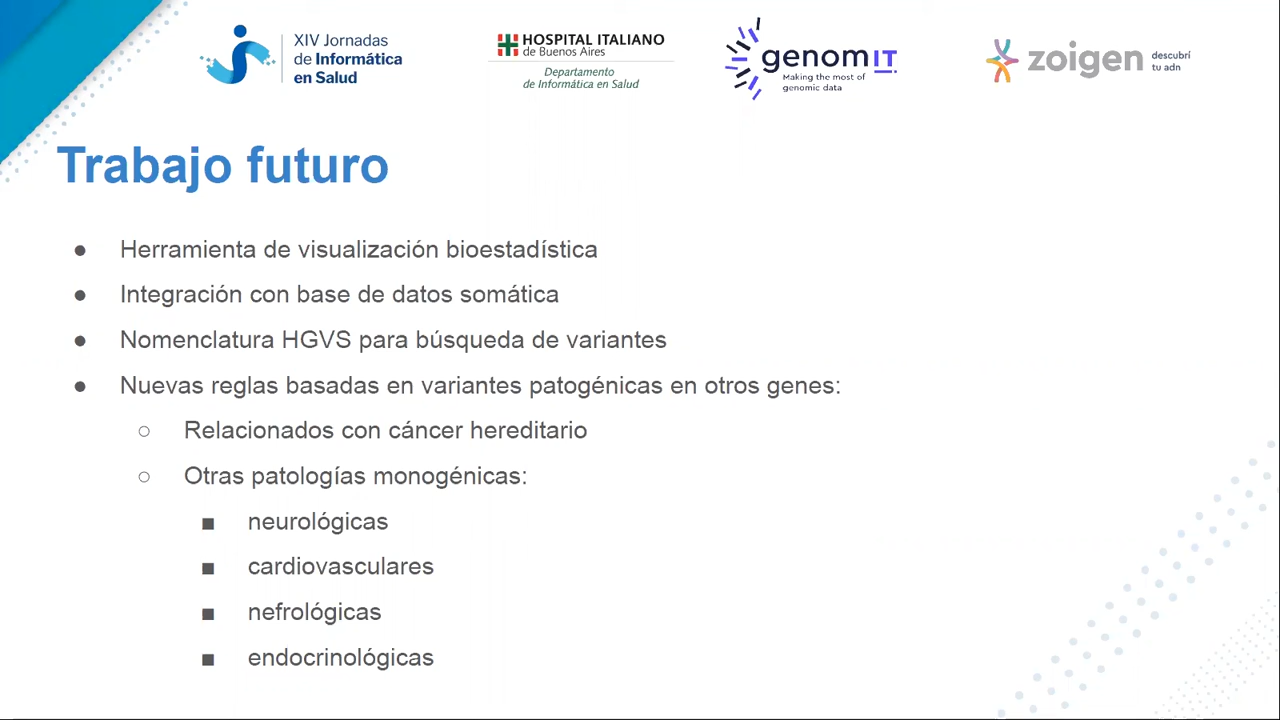 XIV Jornadas
de Informática
en Salud
HOSPITAL ITALIANO
de Buenos Aires
Departamento
de Informática en Salud
genomIT.
Making the most of
genomic data
zoigen
descubrí
tu adn
Trabajo futuro
● Herramienta de visualización bioestadística
● Integración con base de datos somática
● Nomenclatura HGVS para búsqueda de variantes
● Nuevas reglas basadas en variantes patogénicas en otros genes:
○ Relacionados con cáncer hereditario
○ Otras patologías monogénicas:
■ neurológicas
■ cardiovasculares
■ nefrológicas
■ endocrinológicas